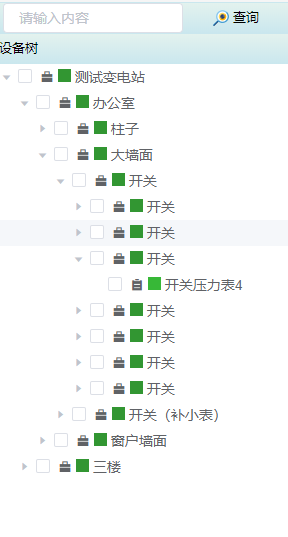 请输入内容 查询
设备树
测试变电站
办公室
柱子
大墙面
开关
开关
开关
开关
开关压力表4
开关
开关
开关
开关
开关（补小表）
窗户墙面
三楼